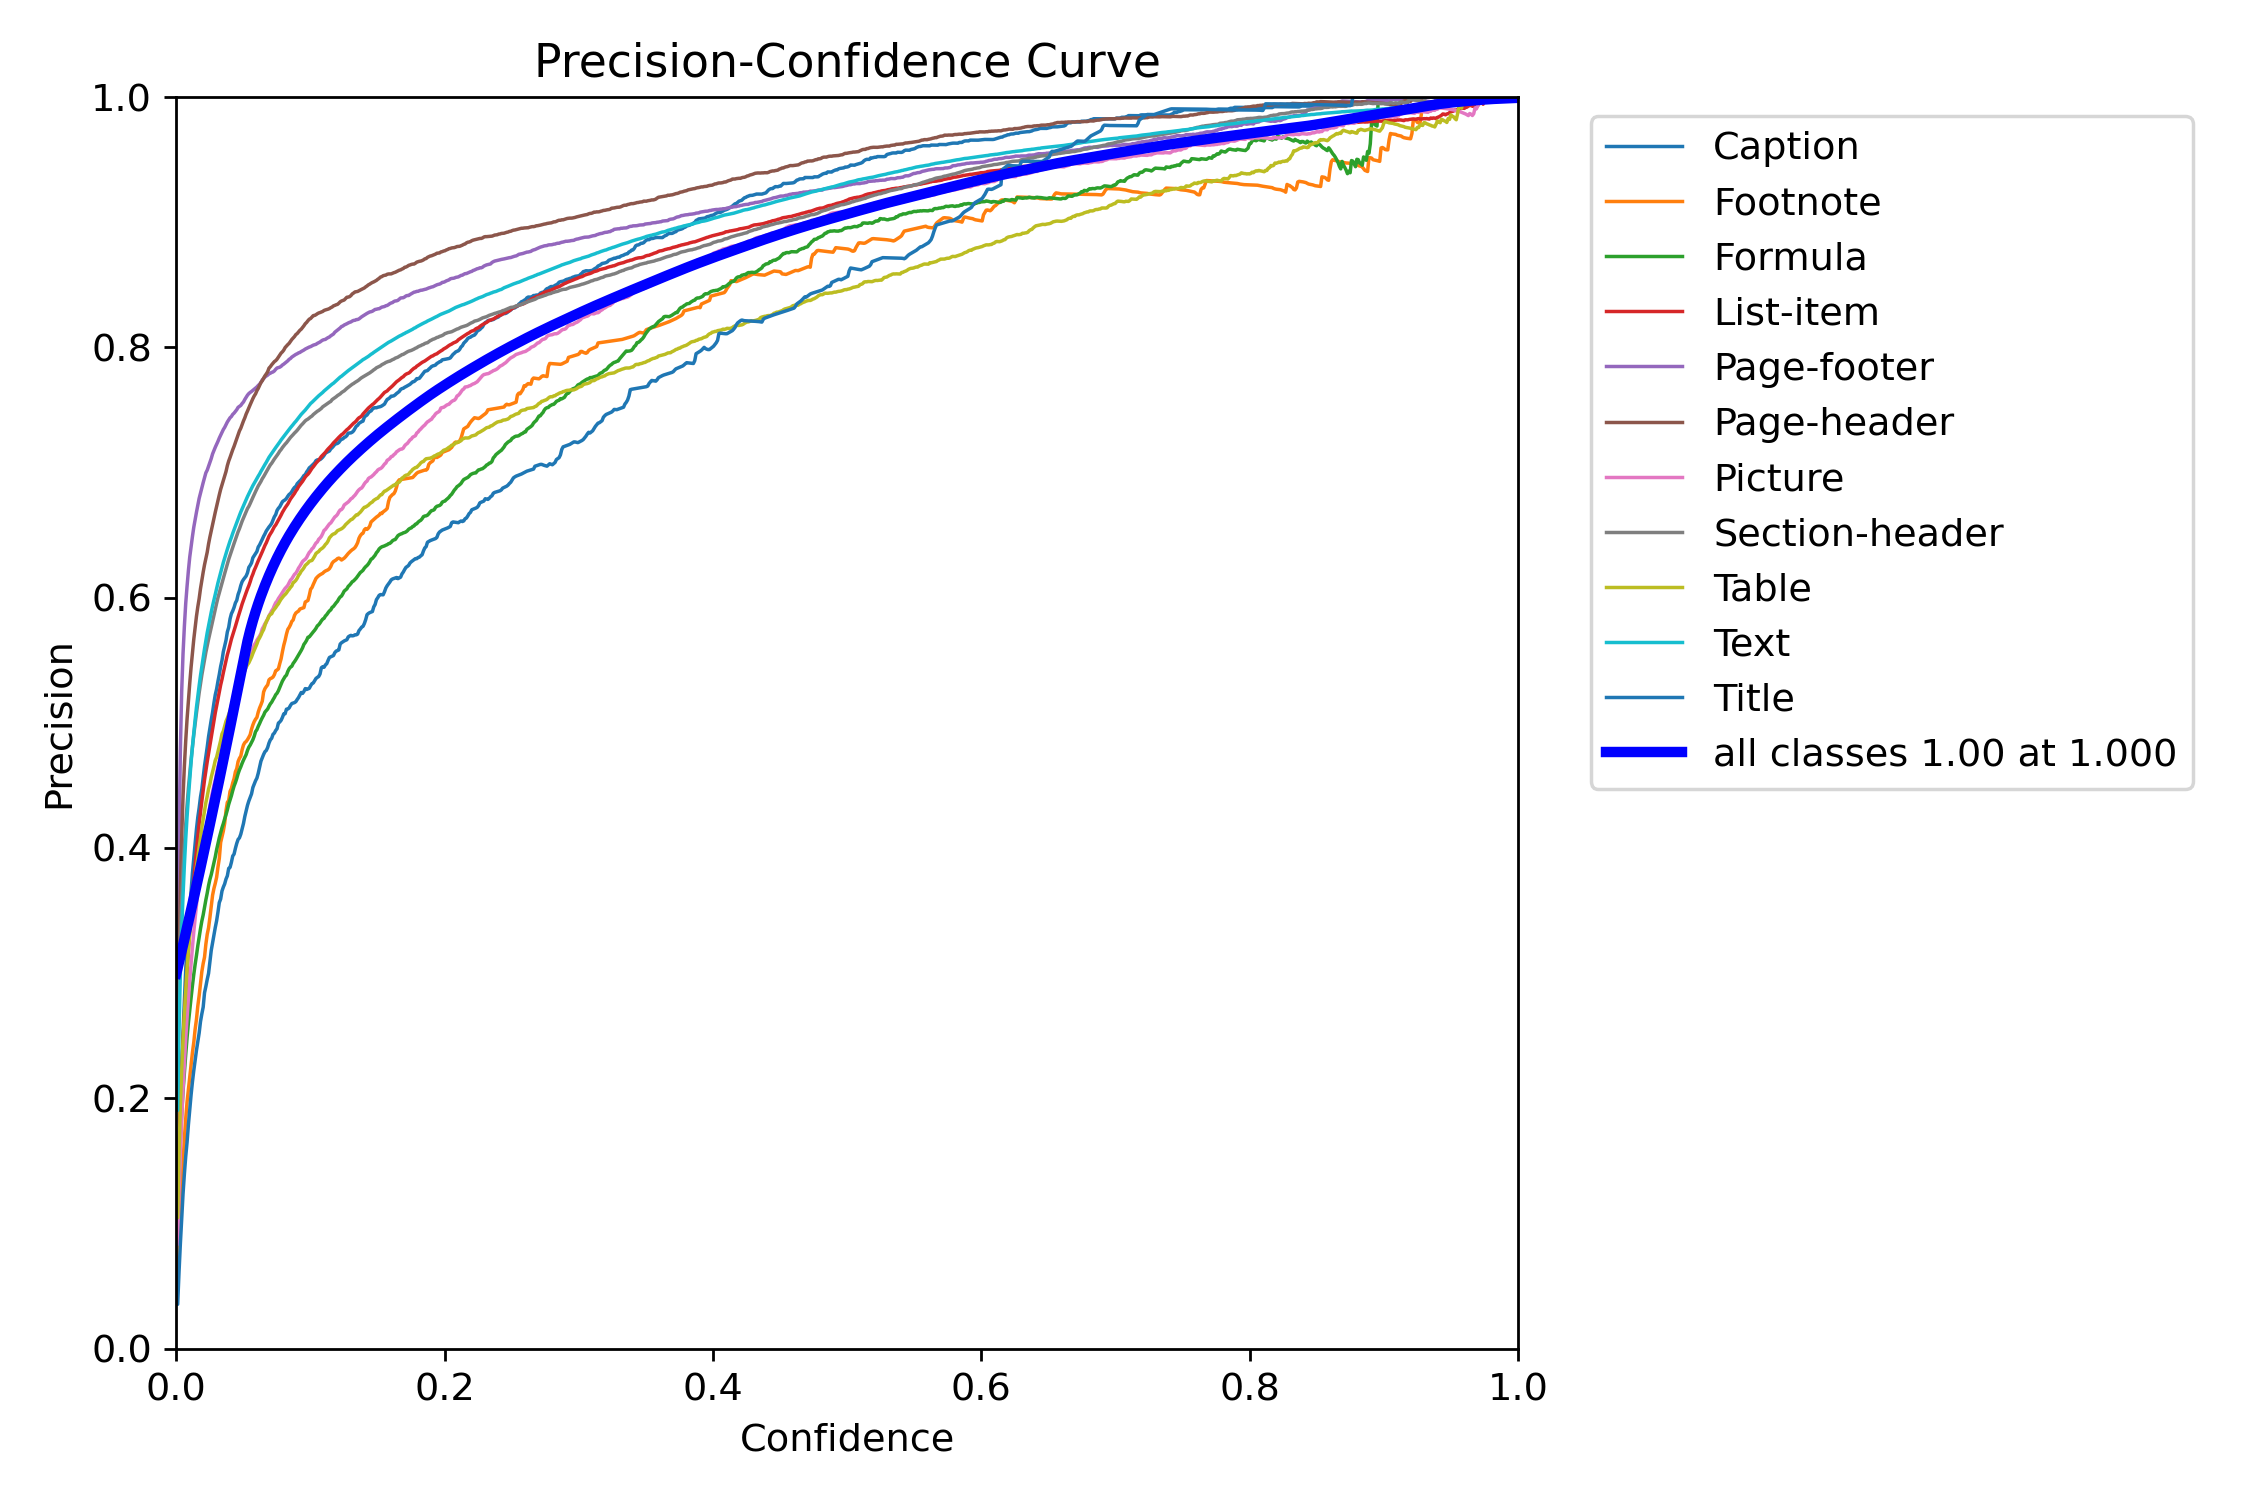 Precision-Confidence Curve
1.0
0.8
0.6
0.4
0.2
0.0
Precision
0.0 0.2 0.4 0.6 0.8 1.0
Confidence
Caption
Footnote
Formula
List-item
Page-footer
Page-header
Picture
Section-header
Table
Text
Title
all classes 1.00 at 1.000